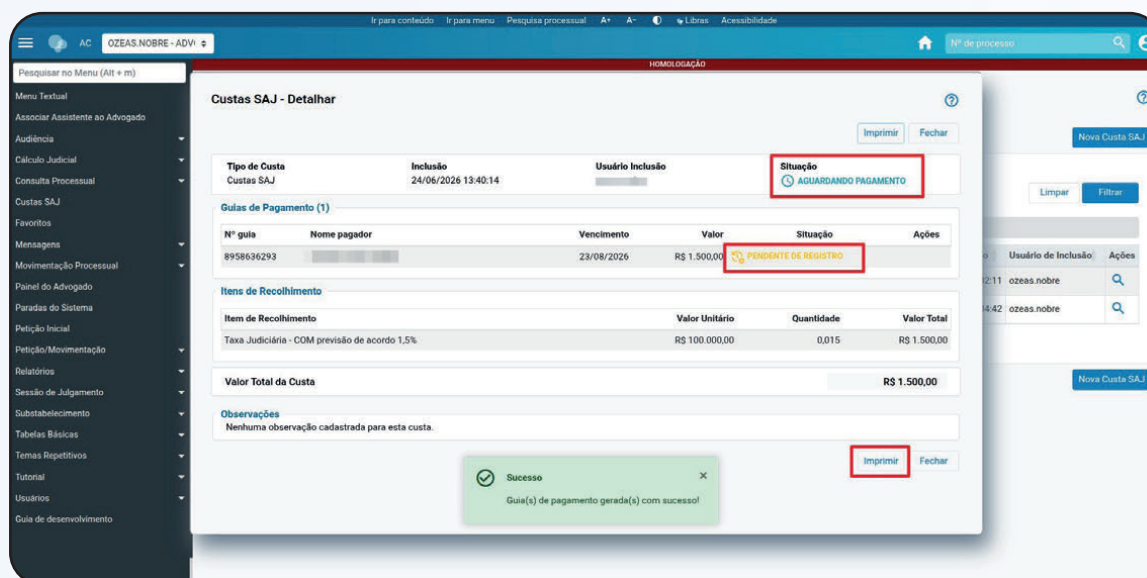 Ir para conteúdo Ir para menu Pesquisa processual A+ A- Libras Acessibilidade
AC OZEAS.NOBRE - ADV Nº de processo
HOMOLOGAÇÃO
Pesquisar no Menu (Alt + m)
Menu Textual
Associar Assistente ao Advogado
Audiência
Cálculo Judicial
Consulta Processual
Custas SAJ
Favoritos
Mensagens
Movimentação Processual
Painel do Advogado
Paradas do Sistema
Petição Inicial
Petição/Movimentação
Relatórios
Sessão de Julgamento
Substabelecimento
Tabelas Básicas
Temas Repetitivos
Tutorial
Usuários
Guia de desenvolvimento
Custas SAJ - Detalhar
Imprimir Fechar
Tipo de Custa Inclusão Usuário Inclusão Situação
Custas SAJ 24/06/2026 13:40:14 AGUARDANDO PAGAMENTO
Guias de Pagamento (1)
Nº guia Nome pagador Vencimento Valor Situação Ações
8958636293 23/08/2026 R$ 1.500,00 PENDENTE DE REGISTRO
Itens de Recolhimento
Item de Recolhimento Valor Unitário Quantidade Valor Total
Taxa Judiciária - COM previsão de acordo 1,5% R$ 100.000,00 0,015 R$ 1.500,00
Valor Total da Custa R$ 1.500,00
Observações
Nenhuma observação cadastrada para esta custa.
Imprimir Fechar
Sucesso
Guia(s) de pagamento gerada(s) com sucesso!
Nova Custa SAJ
Limpar Filtrar
Usuário de Inclusão Ações
2:11 ozeas.nobre
4:42 ozeas.nobre
Nova Custa SAJ